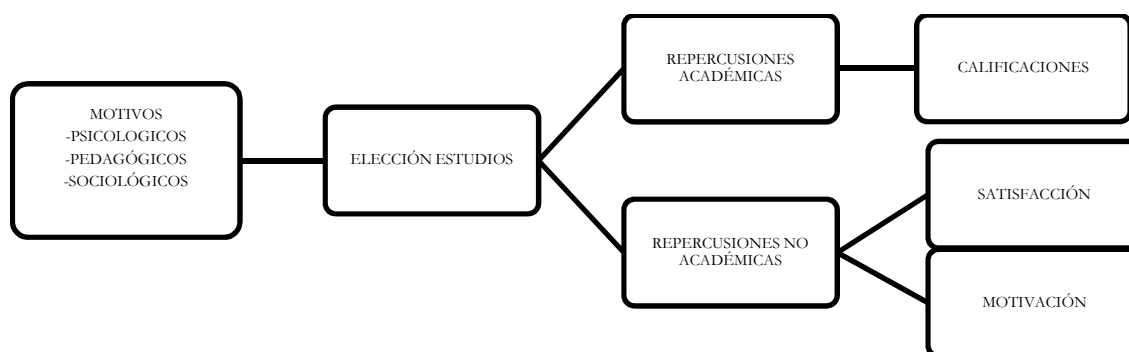 MOTIVOS
-PSICOLOGICOS
-PEDAGÓGICOS
-SOCIOLÓGICOS
ELECCIÓN ESTUDIOS
REPERCUSIONES
ACADÉMICAS
CALIFICACIONES
REPERCUSIONES NO
ACADÉMICAS
SATISFACCIÓN
MOTIVACIÓN